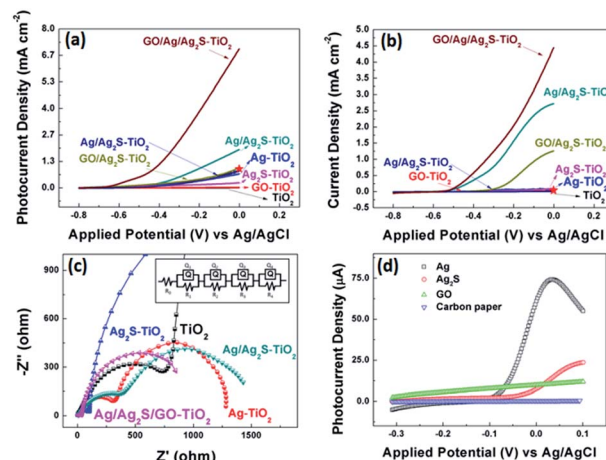 (a)
GO/Ag/Ag₂S-TiO₂
Ag/Ag₂S-TiO₂
GO/Ag₂S-TiO₂
Ag/Ag₂S-TiO₂
Ag-TiO₂
Ag₂S-TiO₂
GO-TiO₂
TiO₂
6.7
5.4
4.0
2.7
1.3
0.0
-0.8 -0.6 -0.4 -0.2 0.0 0.2
Photocurrent Density (mA cm⁻²)
Applied Potential (V) vs Ag/AgCl
(b)
GO/Ag/Ag₂S-TiO₂
Ag/Ag₂S-TiO₂
GO/Ag₂S-TiO₂
Ag/Ag₂S-TiO₂
Ag₂S-TiO₂
GO-TiO₂
Ag-TiO₂
TiO₂
5.0
4.5
4.0
3.5
3.0
2.5
2.0
1.5
1.0
0.5
0.0
-0.8 -0.6 -0.4 -0.2 0.0 0.2
Current Density (mA cm⁻²)
Applied Potential (V) vs Ag/AgCl
(c)
Ag₂S-TiO₂
TiO₂
Ag/Ag₂S-TiO₂
Ag/Ag₂S/GO-TiO₂
Ag-TiO₂
900
600
300
0
0 500 1000 1500
-Z" (ohm)
Z' (ohm)
(d)
Ag
Ag₂S
GO
Carbon paper
75.0
50.0
25.0
0.0
-0.3 -0.2 -0.1 0.0 0.1
Photocurrent Density (µA)
Applied Potential (V) vs Ag/AgCl